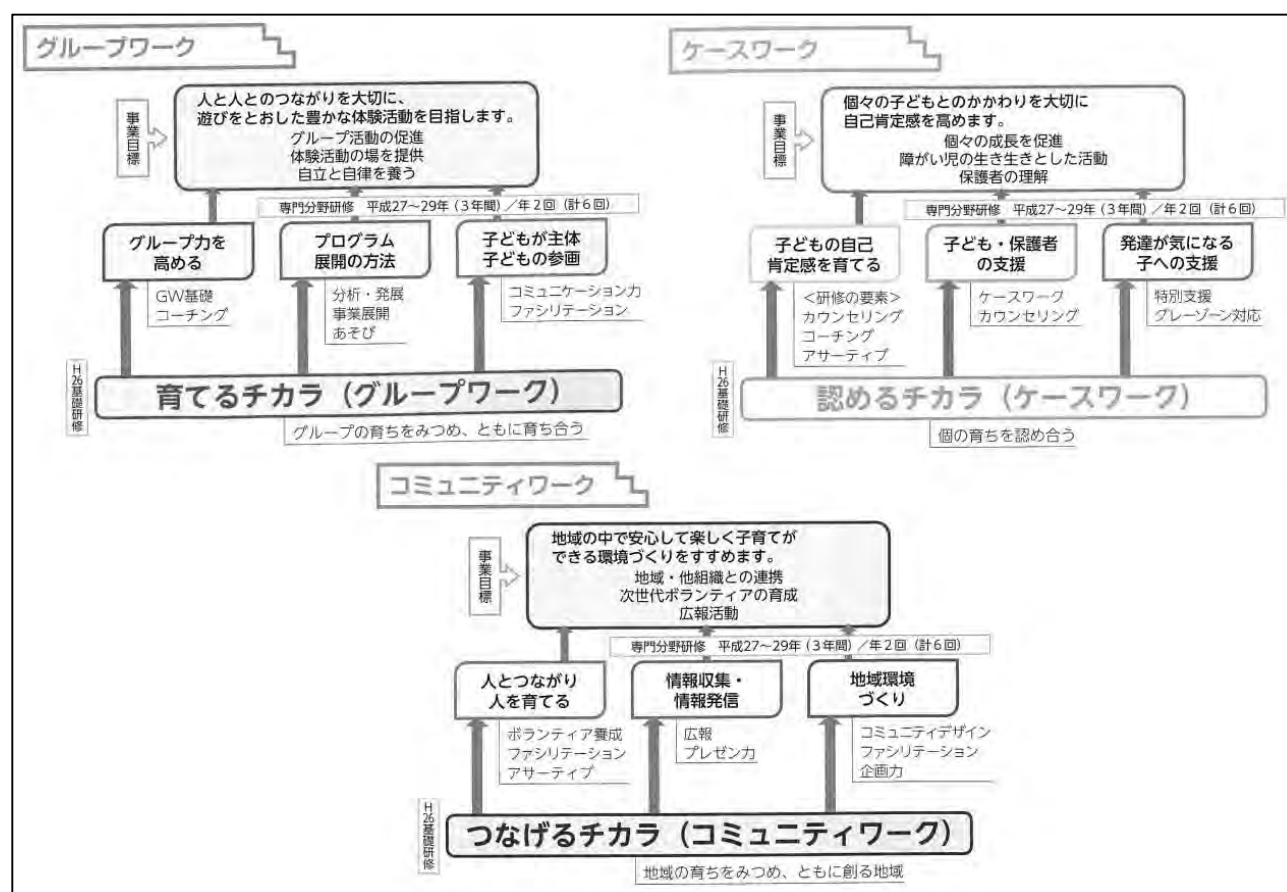 グループワーク
事業目標
人と人とのつながりを大切に、
遊びをとおした豊かな体験活動を目指します。
グループ活動の促進
体験活動の場を提供
自立と自律を養う
専門分野研修 平成27~29年(3年間)/年2回(計6回)
グループ力を
高める
GW基礎
コーチング
プログラム
展開の方法
分析・発展
事業展開
あそび
子どもが主体
子どもの参画
コミュニケーション力
ファシリテーション
H26基礎研修
育てるチカラ(グループワーク)
グループの育ちをみつめ、ともに育ち合う
ケースワーク
事業目標
個々の子どもとのかかわりを大切に
自己肯定感を高めます。
個々の成長を促進
障がい児の生き生きとした活動
保護者の理解
専門分野研修 平成27~29年(3年間)/年2回(計6回)
子どもの自己
肯定感を育てる
<研修の要素>
カウンセリング
コーチング
アサーティブ
子ども・保護者
の支援
ケースワーク
カウンセリング
発達が気になる
子への支援
特別支援
グレーゾーン対応
H26基礎研修
認めるチカラ(ケースワーク)
個の育ちを認め合う
コミュニティワーク
事業目標
地域の中で安心して楽しく子育てが
できる環境づくりをすすめます。
地域・他組織との連携
次世代ボランティアの育成
広報活動
専門分野研修 平成27~29年(3年間)/年2回(計6回)
人とつながり
人を育てる
ボランティア養成
ファシリテーション
アサーティブ
情報収集・
情報発信
広報
プレゼン力
地域環境
づくり
コミュニティデザイン
ファシリテーション
企画力
H26基礎研修
つなげるチカラ(コミュニティワーク)
地域の育ちをみつめ、ともに創る地域